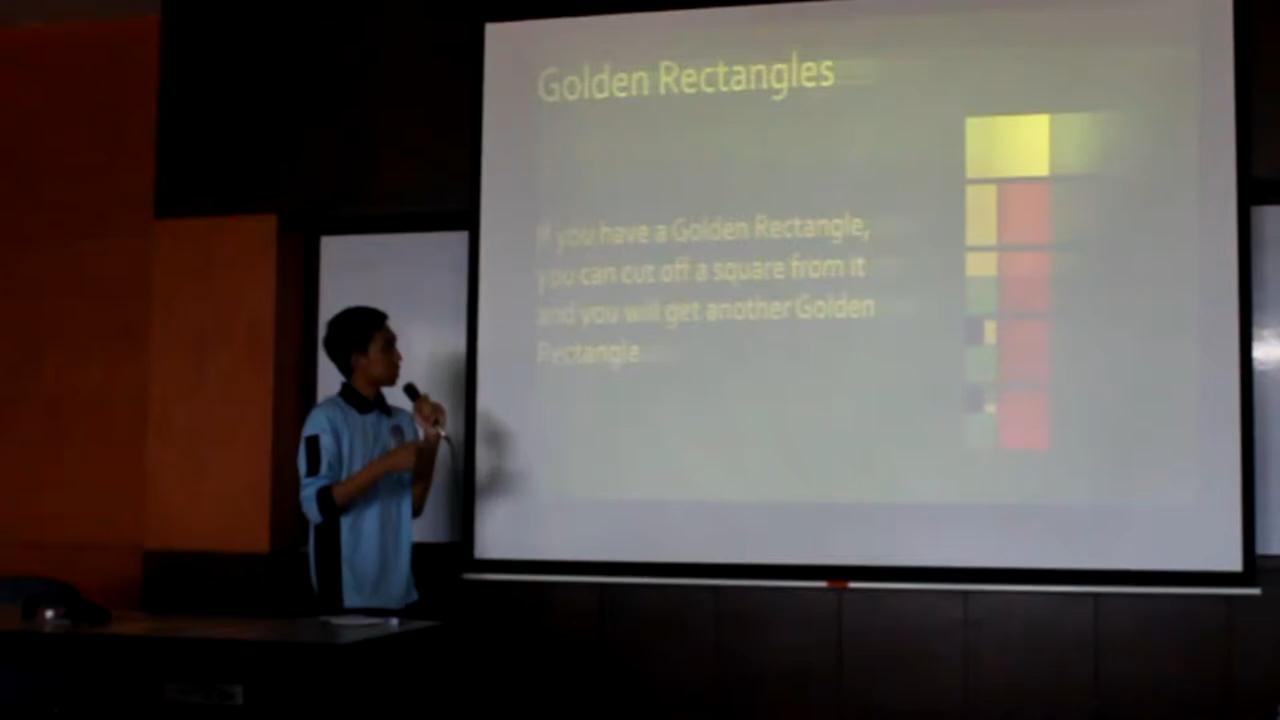 Golden Rectangles
If you have a Golden Rectangle,
you can cut off a square from it
and you will get another Golden
Rectangle